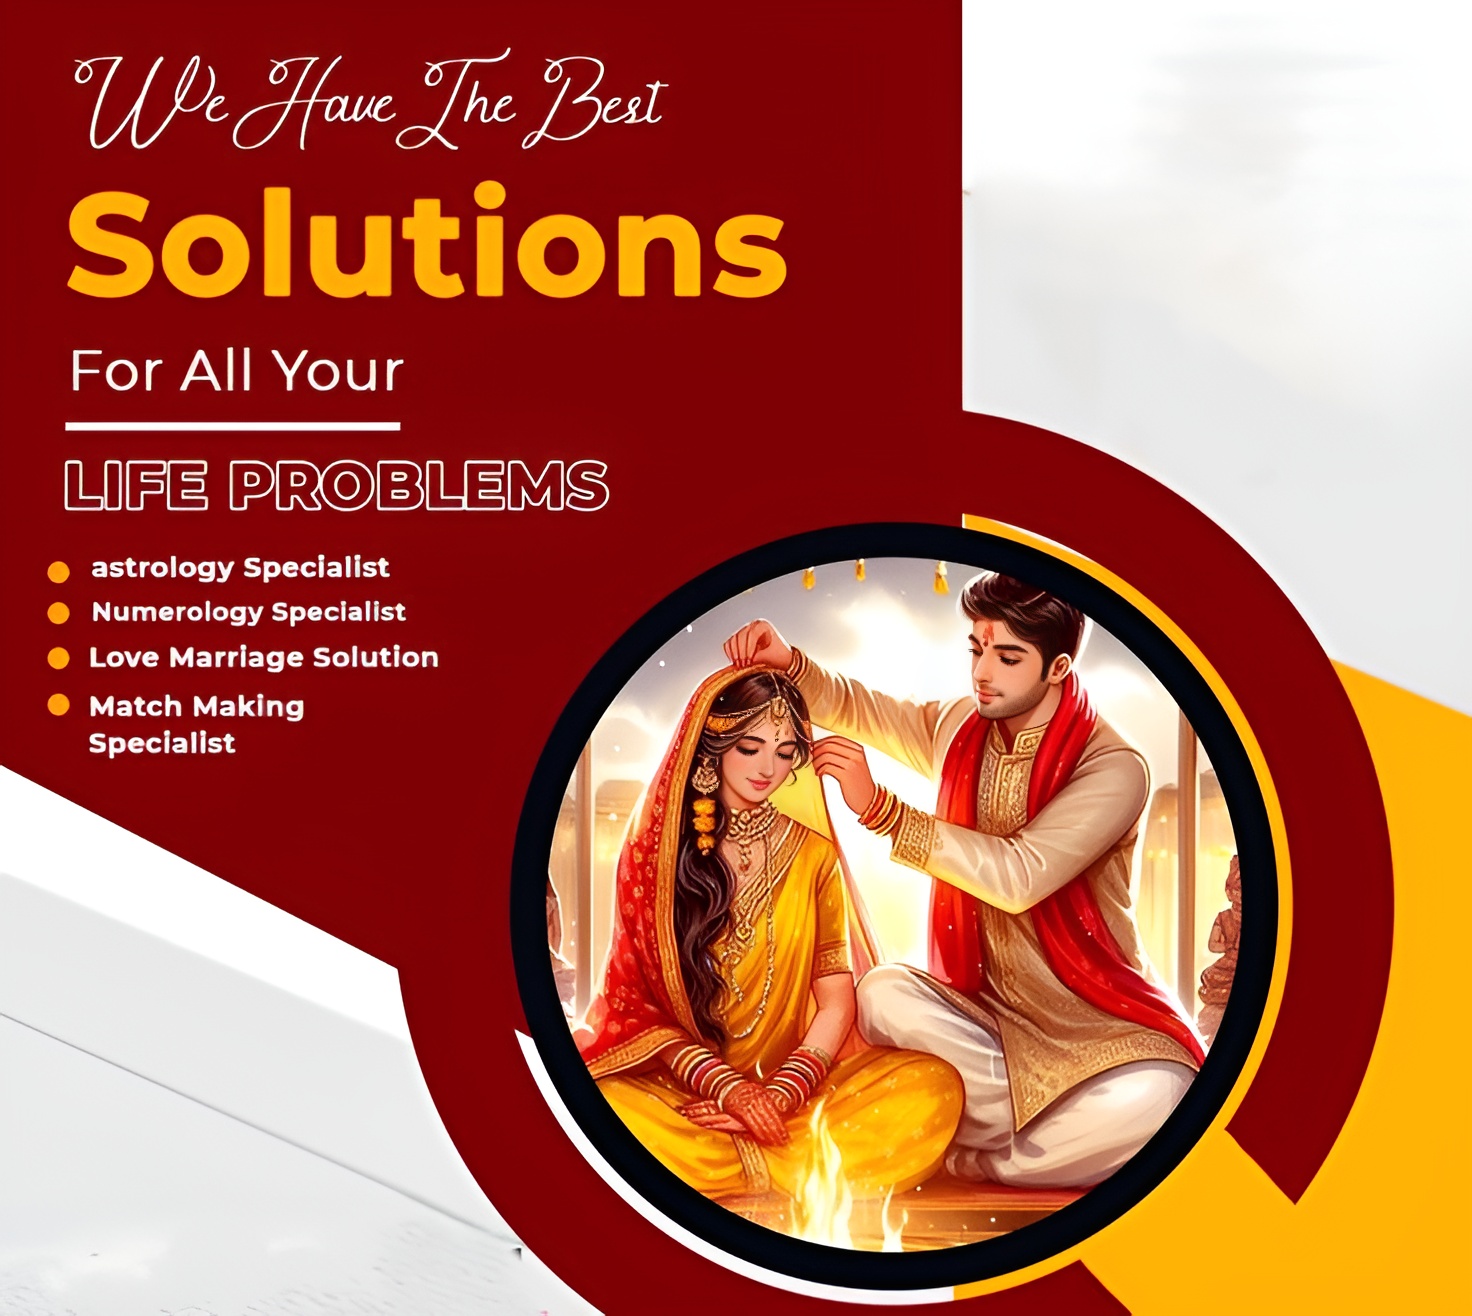 We Have The Best
Solutions
For All Your
LIFE PROBLEMS
astrology Specialist
Numerology Specialist
Love Marriage Solution
Match Making
Specialist